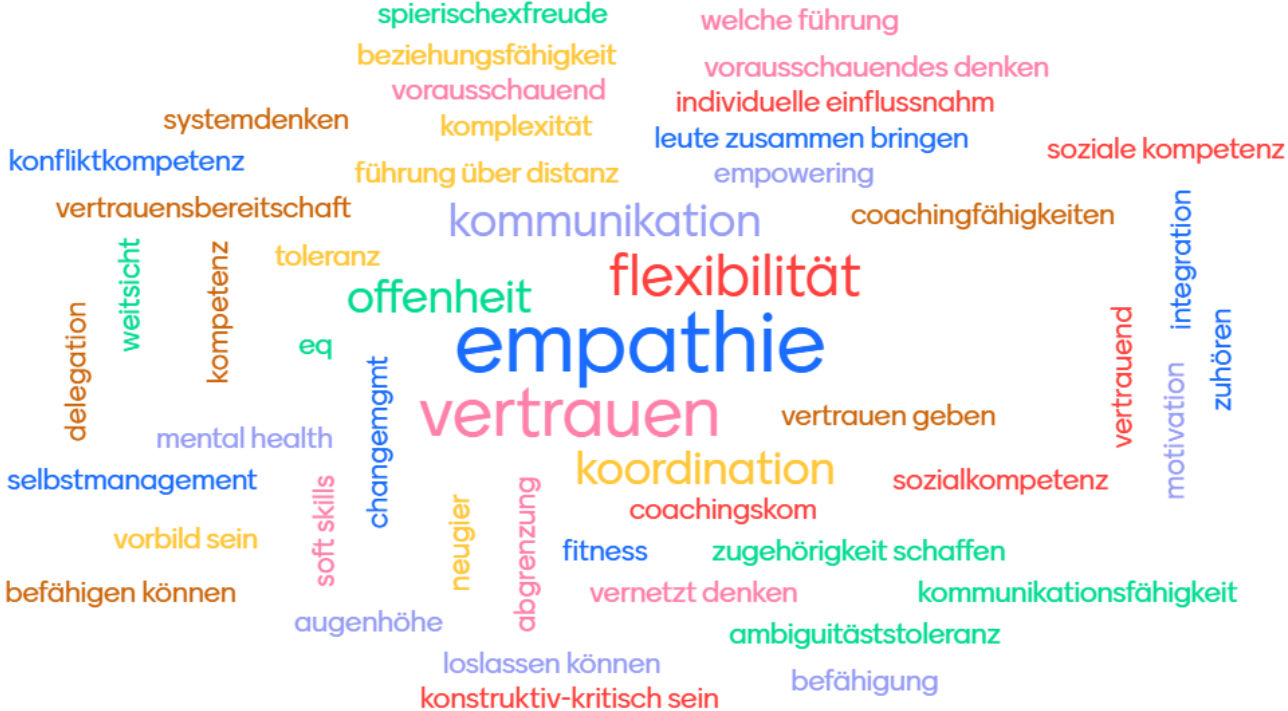 spierischexfreude
welche führung
beziehungsfähigkeit
vorausschauendes denken
vorausschauend
individuelle einflussnahm
systemdenken
komplexität
leute zusammen bringen
soziale kompetenz
konfliktkompetenz
führung über distanz
empowering
vertrauensbereitschaft
kommunikation
coachingfähigkeiten
integration
weitsicht
kompetenz
toleranz
flexibilität
offenheit
delegation
eq
empathie
vertrauend
zuhören
changemgmt
vertrauen
vertrauen geben
motivation
mental health
koordination
selbstmanagement
sozialkompetenz
soft skills
neugier
abgrenzung
coachingskom
vorbild sein
fitness
zugehörigkeit schaffen
befähigen können
vernetzt denken
kommunikationsfähigkeit
augenhöhe
ambiguitäststoleranz
loslassen können
befähigung
konstruktiv-kritisch sein